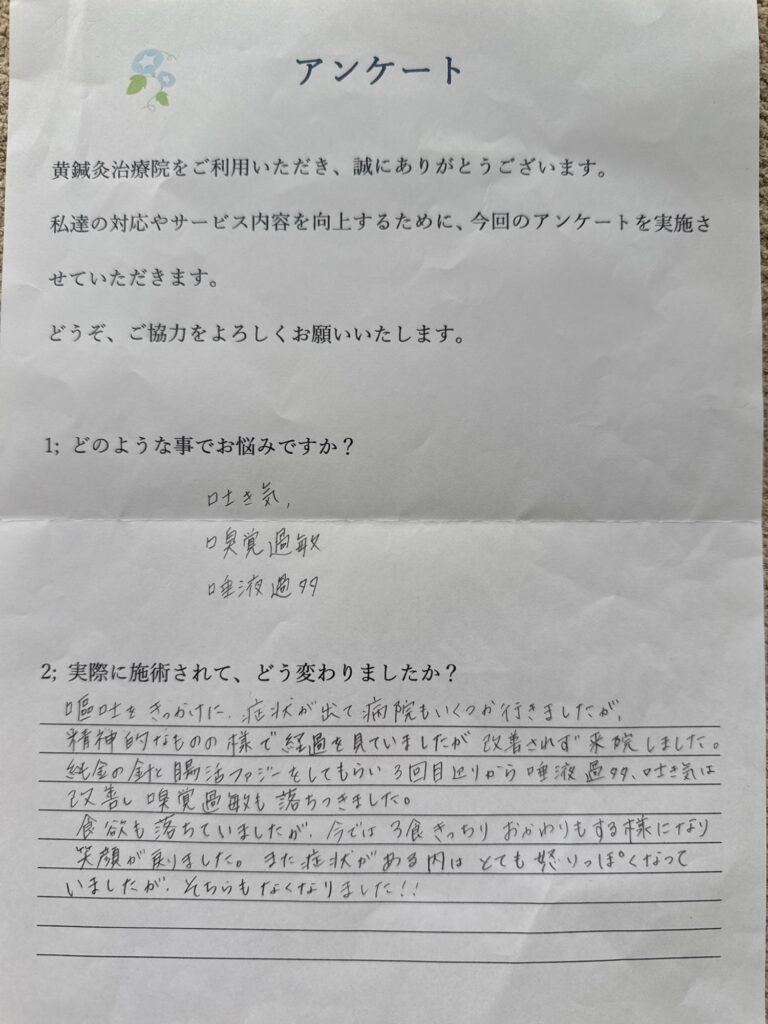 アンケート
黄鍼灸治療院をご利用いただき、誠にありがとうございます。
私達の対応やサービス内容を向上するために、今回のアンケートを実施さ
せていただきます。
どうぞ、ご協力をよろしくお願いいたします。
1; どのような事でお悩みですか？
吐き気,
嗅覚過敏
唾液過多
2; 実際に施術されて、どう変わりましたか？
嘔吐をきっかけに、症状が出て病院もいくつか行きましたが、
精神的なものの様で経過を見ていましたが改善されず来院しました。
純金の針と腸活ファジーをしてもらい3回目辺りから唾液過多、吐き気は
改善し嗅覚過敏も落ちつきました。
食欲も落ちていましたが、今では3食きっちりおかわりもする様になり
笑顔が戻りました。また症状がある内はとても怒りっぽくなって
いましたが、そちらもなくなりました!!